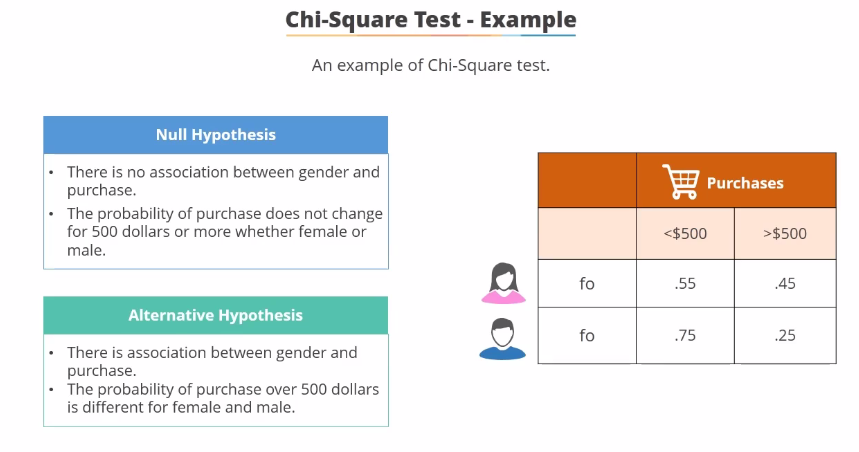 Chi-Square Test - Example
An example of Chi-Square test.
Null Hypothesis
• There is no association between gender and
purchase.
• The probability of purchase does not change
for 500 dollars or more whether female or
male.
Alternative Hypothesis
• There is association between gender and
purchase.
• The probability of purchase over 500 dollars
is different for female and male.
Purchases
<$500 >$500
fo .55 .45
fo .75 .25